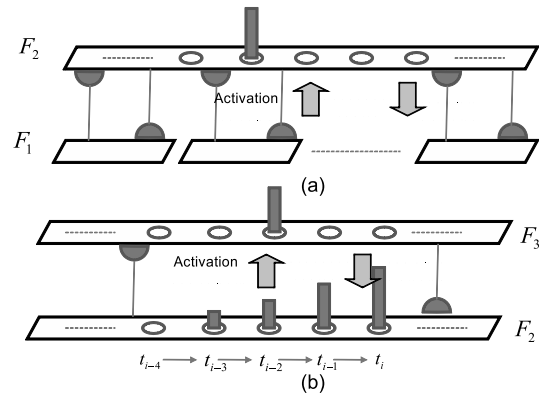 F₂
Activation
F₁
(a)
F₃
Activation
F₂
tᵢ₋₄ → tᵢ₋₃ → tᵢ₋₂ → tᵢ₋₁ → tᵢ
(b)